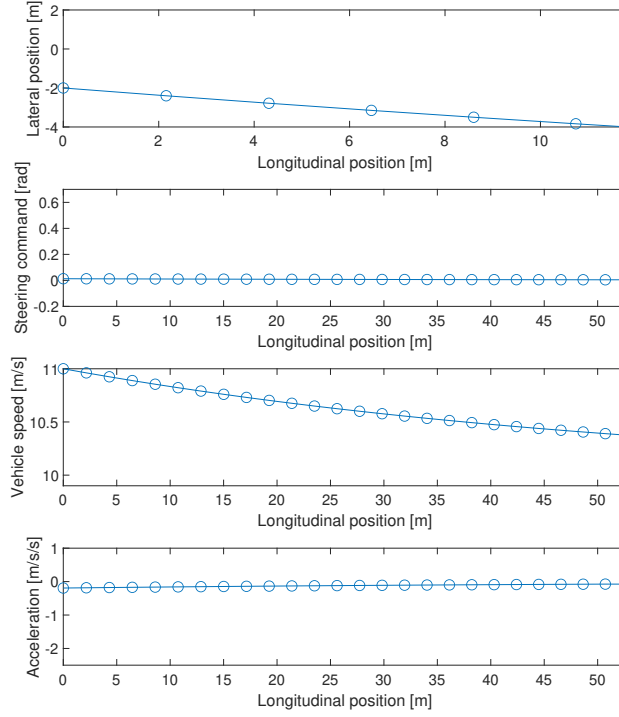 Lateral position [m]
2
0
-2
-4
0 2 4 6 8 10
Longitudinal position [m]
Steering command [rad]
0.6
0.4
0.2
0
-0.2
0 5 10 15 20 25 30 35 40 45 50
Longitudinal position [m]
Vehicle speed [m/s]
11
10.5
10
0 5 10 15 20 25 30 35 40 45 50
Longitudinal position [m]
Acceleration [m/s/s]
1
0
-1
-2
0 5 10 15 20 25 30 35 40 45 50
Longitudinal position [m]